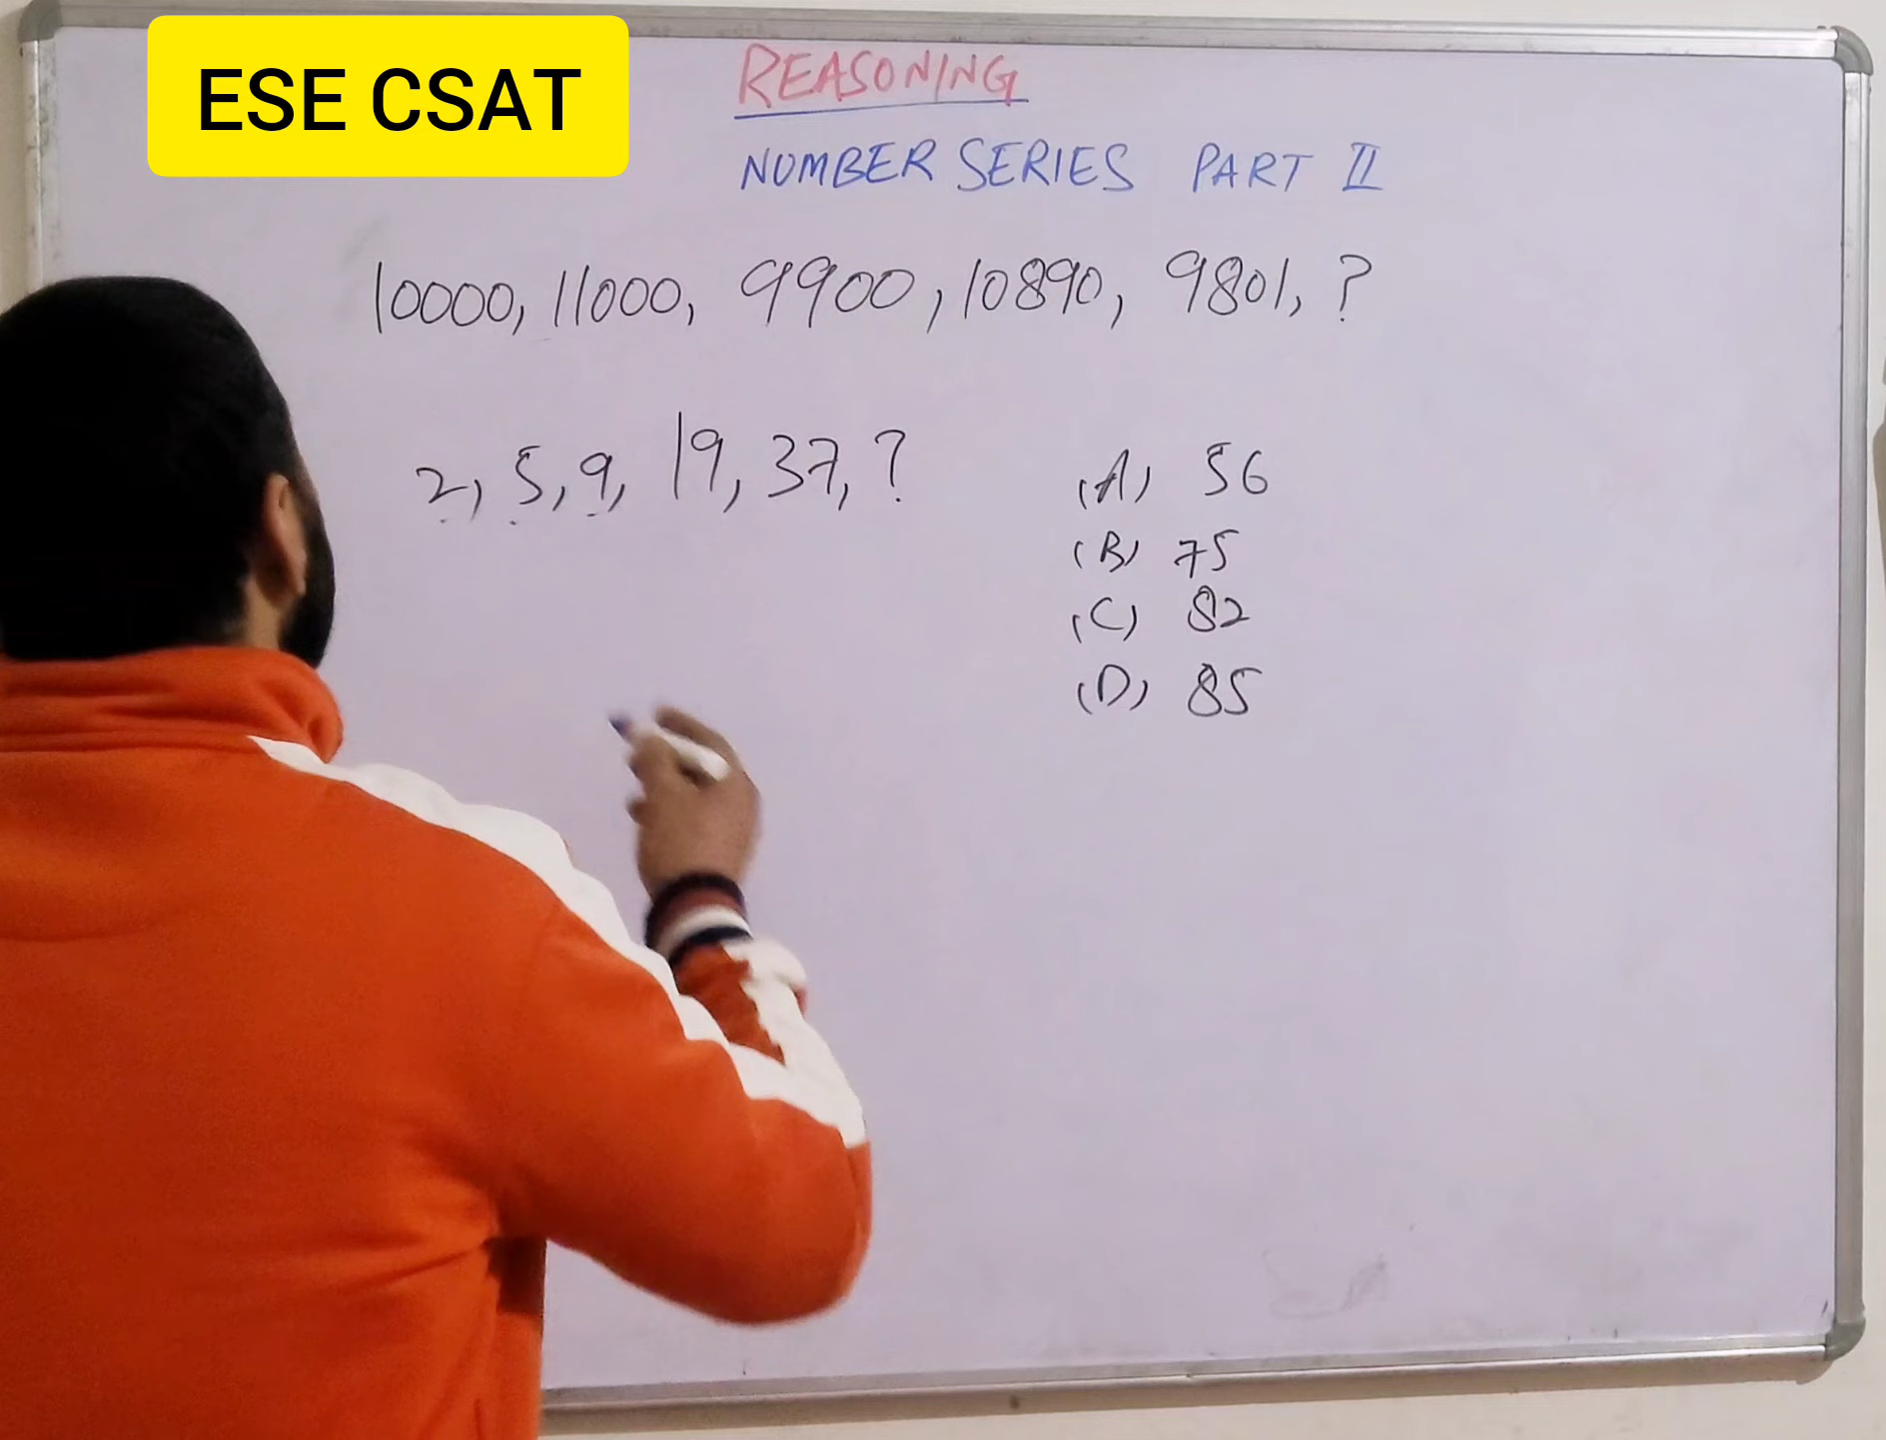 ESE CSAT
REASONING
NUMBER SERIES PART II
10000, 11000, 9900, 10890, 9801, ?
2, 5, 9, 19, 37, ?
(A) 56
(B) 75
(C) 82
(D) 85